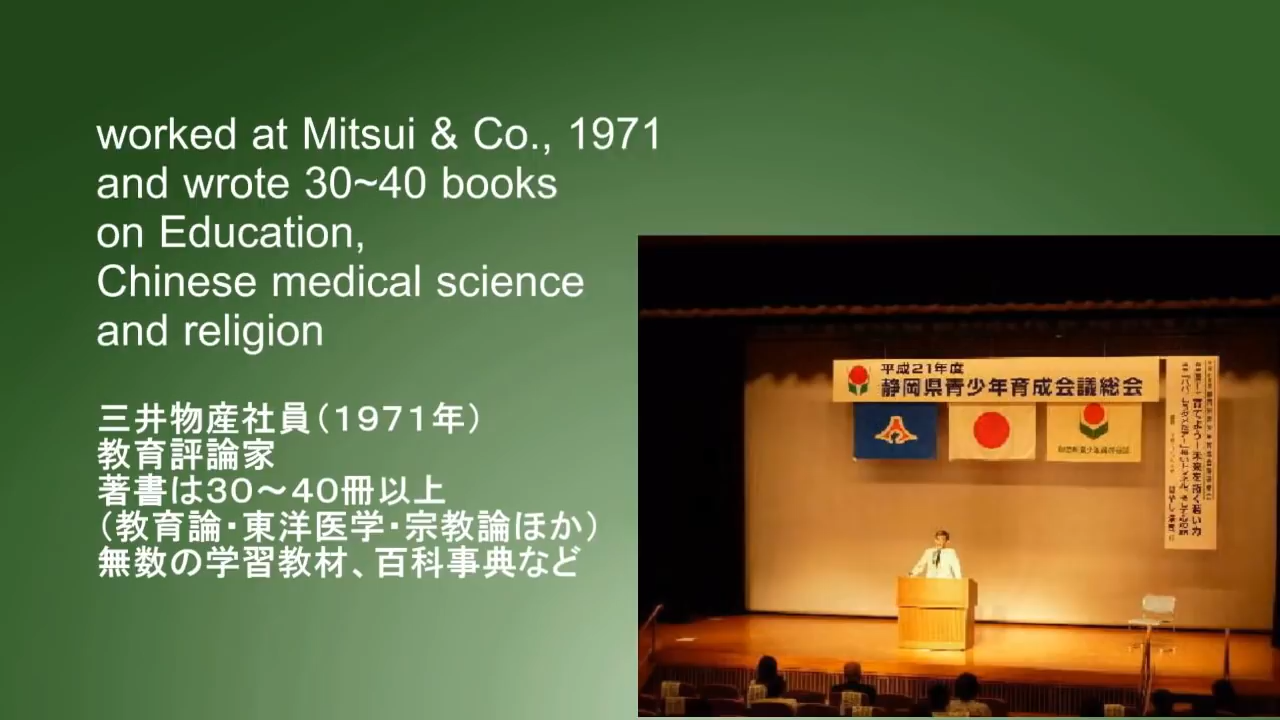 worked at Mitsui & Co., 1971
and wrote 30~40 books
on Education,
Chinese medical science
and religion
三井物産社員（１９７１年）
教育評論家
著書は３０～４０冊以上
（教育論・東洋医学・宗教論ほか）
無数の学習教材、百科事典など
平成21年度
静岡県青少年育成会議総会